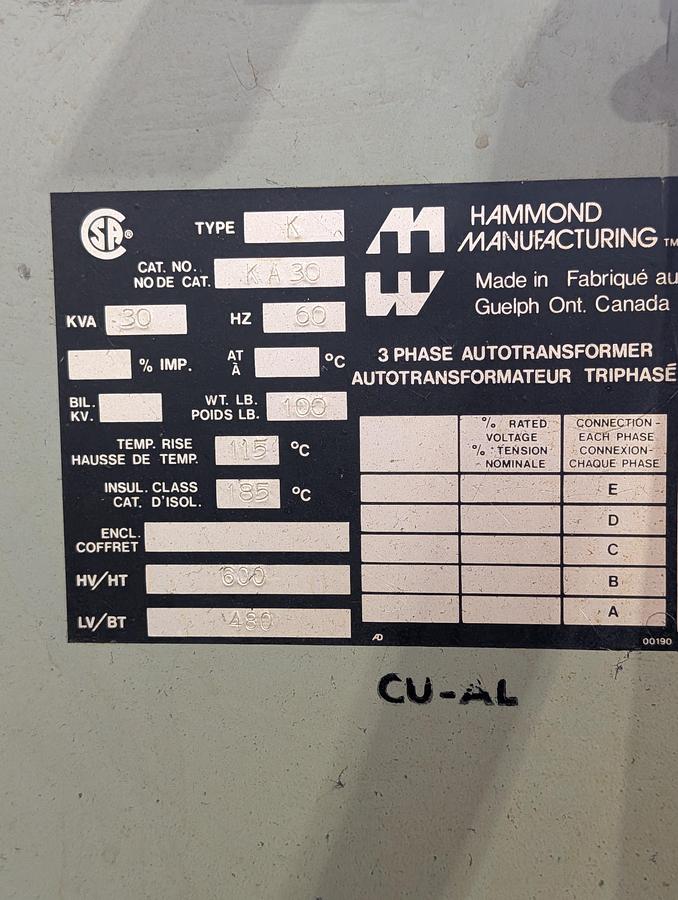 SA®
TYPE K
CAT. NO.
NO DE CAT. KA30
KVA 30 HZ 60
% IMP. AT
À °C
BIL.
KV. WT. LB.
POIDS LB. 100
TEMP. RISE
HAUSSE DE TEMP. 115 °C
INSUL. CLASS
CAT. D'ISOL. 185 °C
ENCL.
COFFRET
HV/HT 600
LV/BT 480
HAMMOND
MANUFACTURING TM
Made in Fabriqué au
Guelph Ont. Canada
3 PHASE AUTOTRANSFORMER
AUTOTRANSFORMATEUR TRIPHASÉ
% RATED
VOLTAGE
% TENSION
NOMINALE
CONNECTION -
EACH PHASE
CONNEXION-
CHAQUE PHASE
E
D
C
B
A
AD
00190
CU-AL